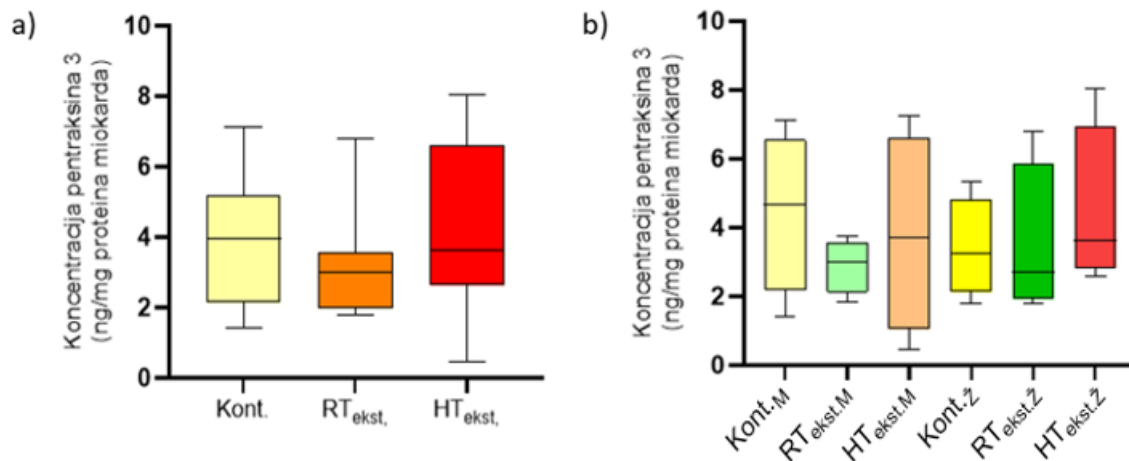 a)
Koncentracija pentraksina 3
(ng/mg proteina miokarda)
10
8
6
4
2
0
Kont.
RTekst,
HTekst,
b)
Koncentracija pentraksina 3
(ng/mg proteina miokarda)
10
8
6
4
2
0
Kont.M
RTekst.M
HTekst.M
Kont.Ž
RTekst.Ž
HTekst.Ž